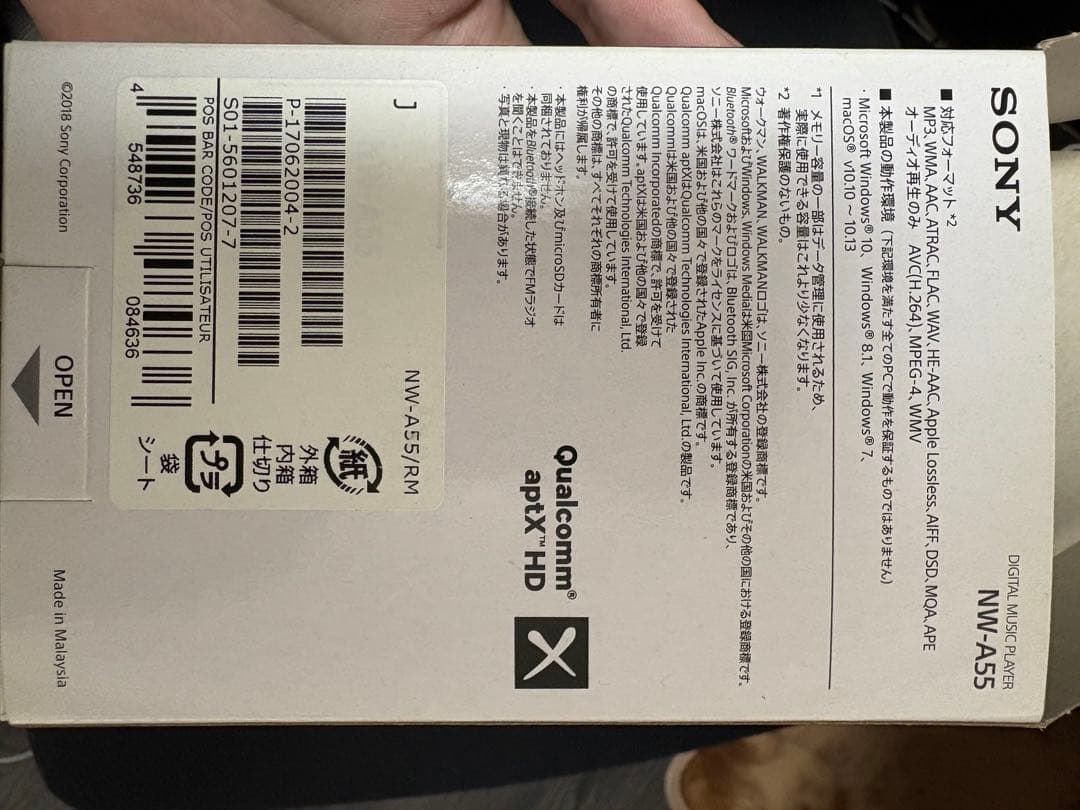 SONY
DIGITAL MUSIC PLAYER
NW-A55
■ 対応フォーマット *2
MP3, WMA, AAC, ATRAC, FLAC, WAV, HE-AAC, Apple Lossless, AIFF, DSD, MQA, APE
オーディオ再生のみ AVC(H.264), MPEG-4, WMV
■ 本製品の動作環境 (下記環境を満たす全てのPCで動作を保証するものではありません)
・Microsoft Windows® 10、Windows® 8.1、Windows® 7、
macOS® v10.10 ～ 10.13
*1 メモリー容量の一部はデータ管理に使用されるため、
実際に使用できる容量はこれより少なくなります。
*2 著作権保護のないもの。
ウォークマン、WALKMAN、WALKMANロゴは、ソニー株式会社の登録商標です。
MicrosoftおよびWindows、Windows Mediaは米国Microsoft Corporationの米国およびその他の国における登録商標です。
Bluetooth® ワードマークおよびロゴは、Bluetooth SIG, Inc. が所有する登録商標であり、
ソニー株式会社はこれらのマークをライセンスに基づいて使用しています。
macOSは、米国および他の国々で登録されたApple Inc.の商標です。
Qualcomm aptXはQualcomm Technologies International, Ltd.の製品です。
Qualcommは米国および他の国々で登録された
Qualcomm Incorporatedの商標で、許可を受けて
使用しています。aptXは米国および他の国々で登録
されたQualcomm Technologies International, Ltd.
の商標で、許可を受けて使用しています。
その他の商標は、すべてそれぞれの商標所有者に
権利が帰属します。
・本製品にはヘッドホン及びmicroSDカードは
同梱されておりません。
・本製品をBluetooth®接続した状態でFMラジオ
を聞くことはできません。
・写真と現物は異なる場合があります。
Qualcomm®
aptX™ HD
J
NW-A55/RM
P-17062004-2
S01-5601207-7
POS BAR CODE/POS UTILISATEUR
4 548736 084636
紙
外箱
内箱
仕切り
プラ
袋
シート
©2018 Sony Corporation
OPEN
Made in Malaysia